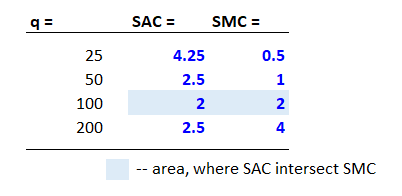 q = SAC = SMC =
25 4.25 0.5
50 2.5 1
100 2 2
200 2.5 4
-- area, where SAC intersect SMC